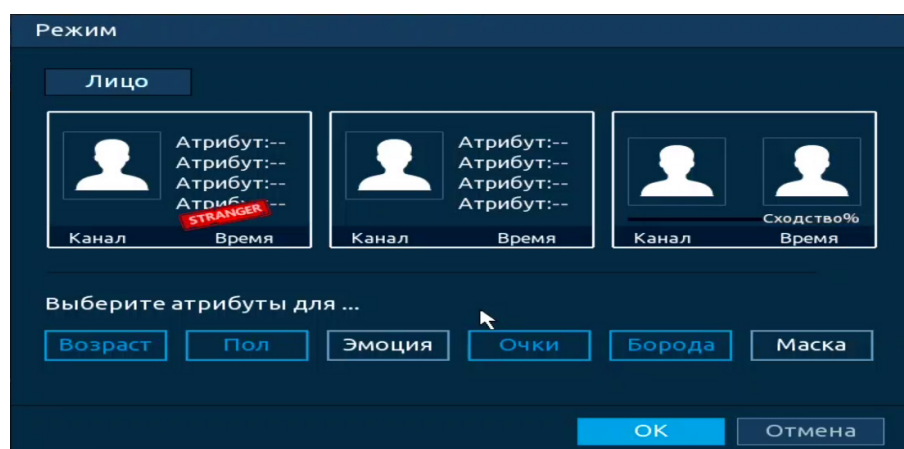 Режим
Лицо
Атрибут:--
Атрибут:--
Атрибут:--
Атрибут:--
STRANGER
Канал Время
Атрибут:--
Атрибут:--
Атрибут:--
Атрибут:--
Канал Время
Сходство%
Канал Время
Выберите атрибуты для ...
Возраст Пол Эмоция Очки Борода Маска
OK Отмена